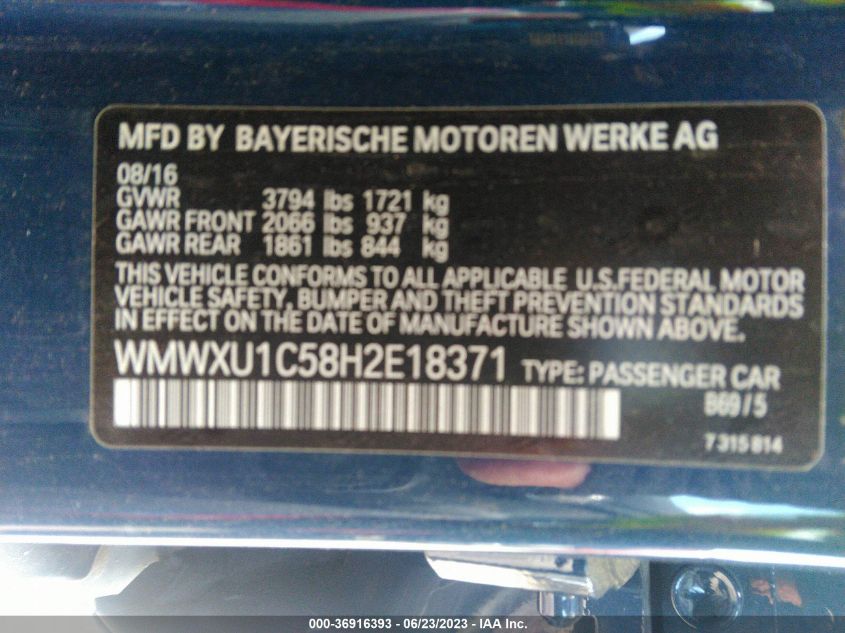 MFD BY BAYERISCHE MOTOREN WERKE AG
08/16
GVWR 3794 lbs 1721 kg
GAWR FRONT 2066 lbs 937 kg
GAWR REAR 1861 lbs 844 kg
THIS VEHICLE CONFORMS TO ALL APPLICABLE U.S.FEDERAL MOTOR
VEHICLE SAFETY, BUMPER AND THEFT PREVENTION STANDARDS
IN EFFECT ON THE DATE OF MANUFACTURE SHOWN ABOVE.
WMWXU1C58H2E18371 TYPE: PASSENGER CAR
B69/5
7315814
000-36916393 - 06/23/2023 - IAA Inc.